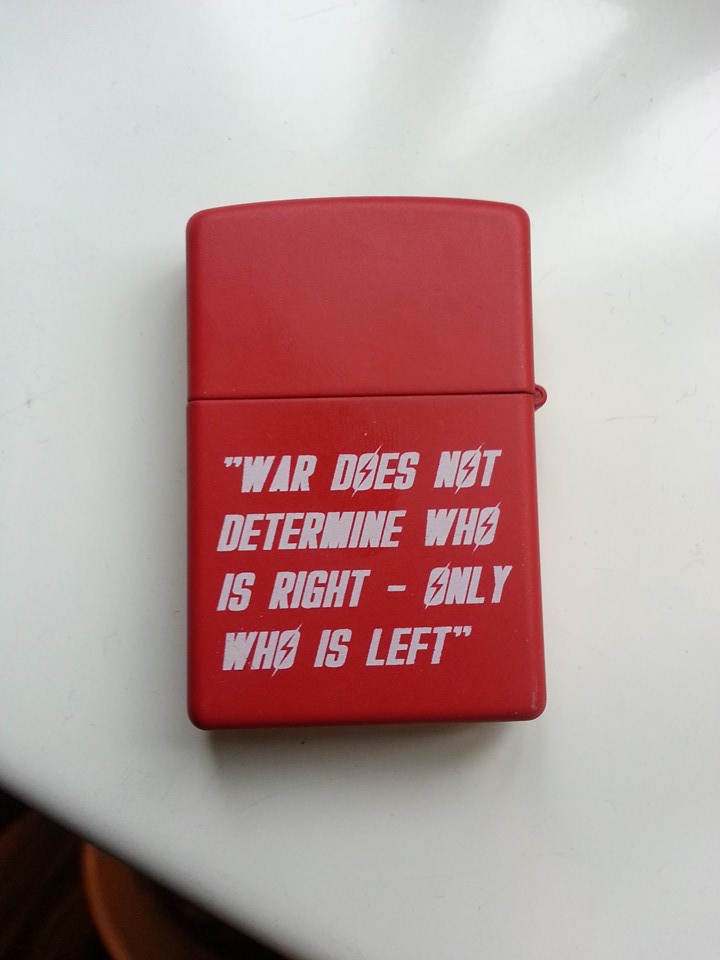 "WAR DOES NOT
DETERMINE WHO
IS RIGHT - ONLY
WHO IS LEFT"